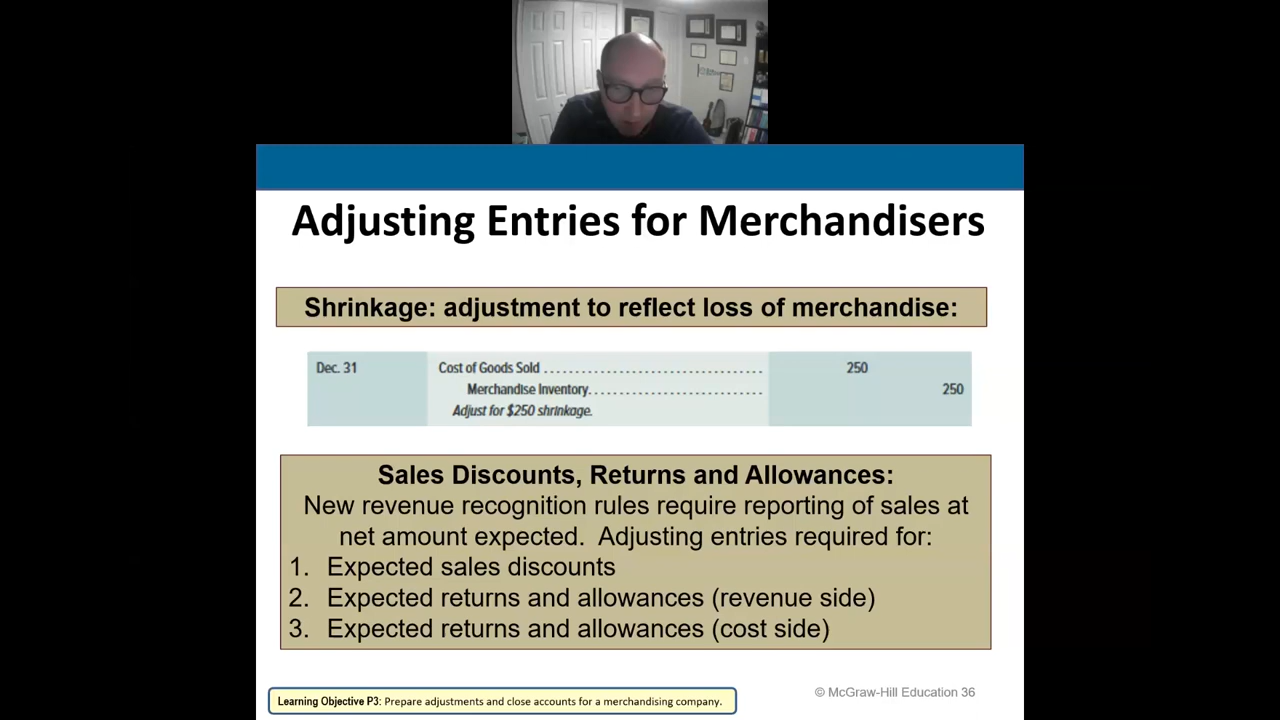 Adjusting Entries for Merchandisers
Shrinkage: adjustment to reflect loss of merchandise:
Dec. 31 Cost of Goods Sold ................................... 250
Merchandise Inventory............................ 250
Adjust for $250 shrinkage.
Sales Discounts, Returns and Allowances:
New revenue recognition rules require reporting of sales at
net amount expected. Adjusting entries required for:
1. Expected sales discounts
2. Expected returns and allowances (revenue side)
3. Expected returns and allowances (cost side)
© McGraw-Hill Education 36
Learning Objective P3: Prepare adjustments and close accounts for a merchandising company.